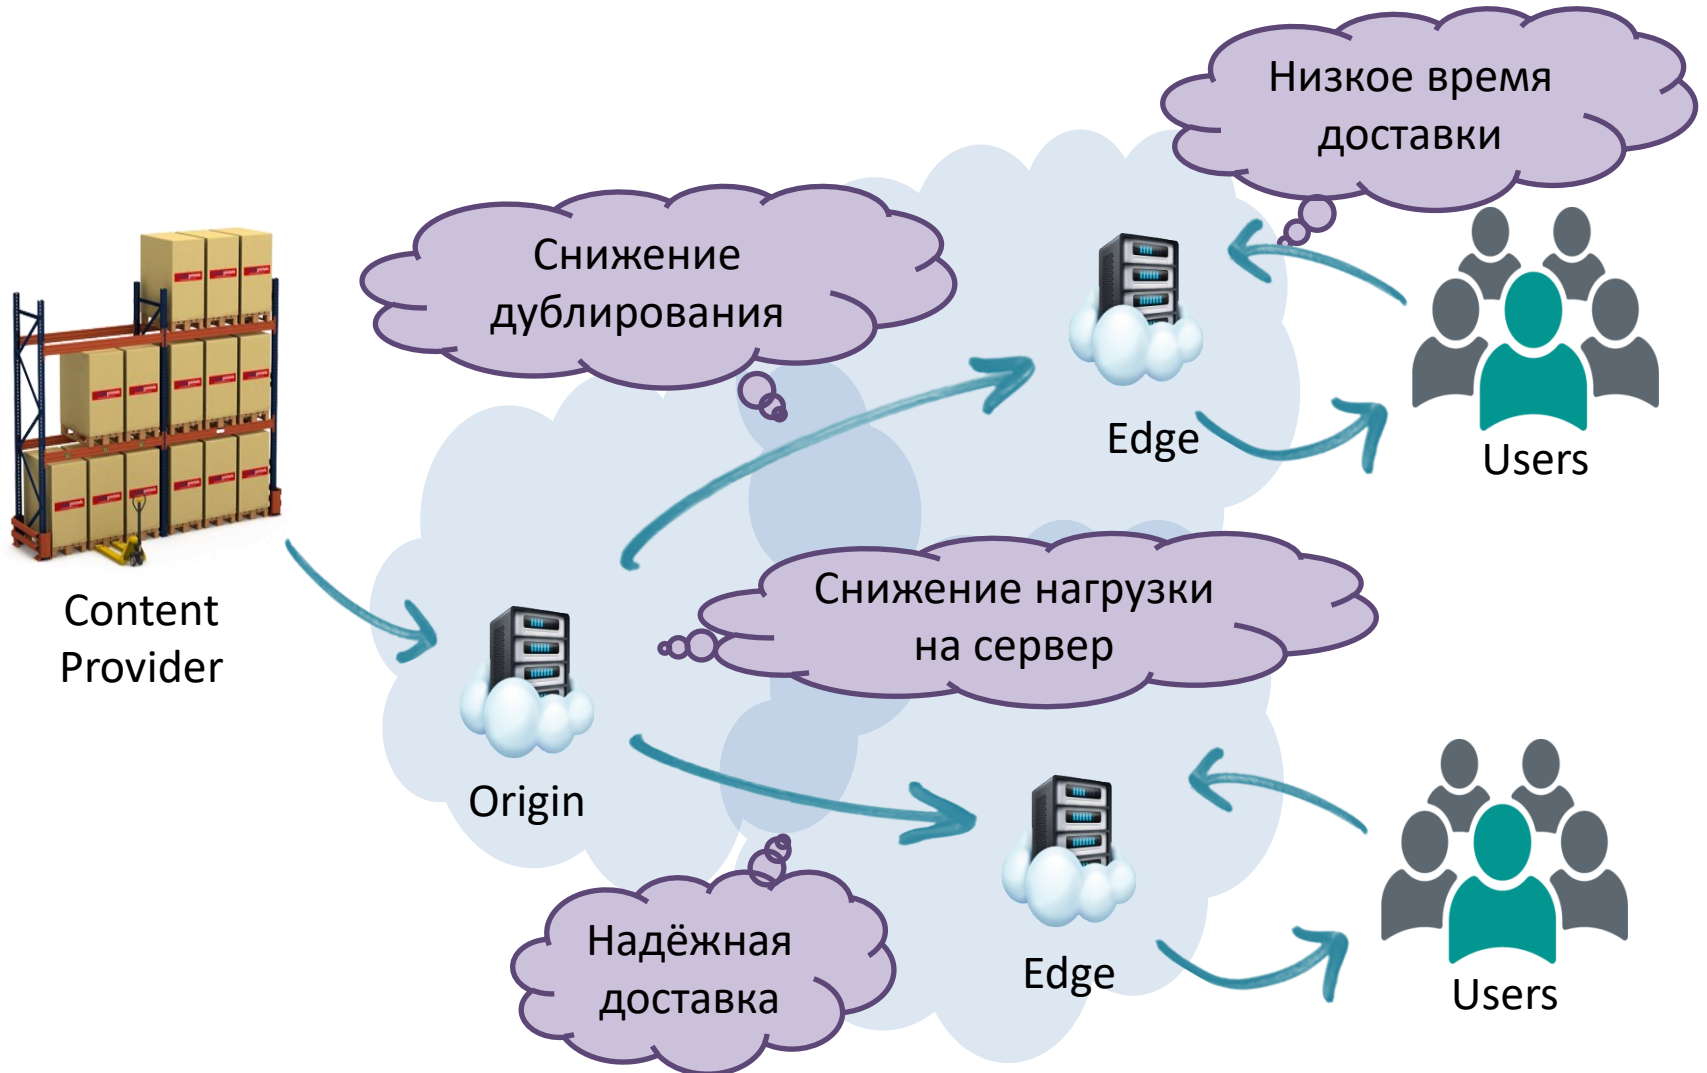 Низкое время
доставки
Снижение
дублирования
Edge
Users
Снижение нагрузки
на сервер
Content
Provider
Origin
Надёжная
доставка
Edge
Users